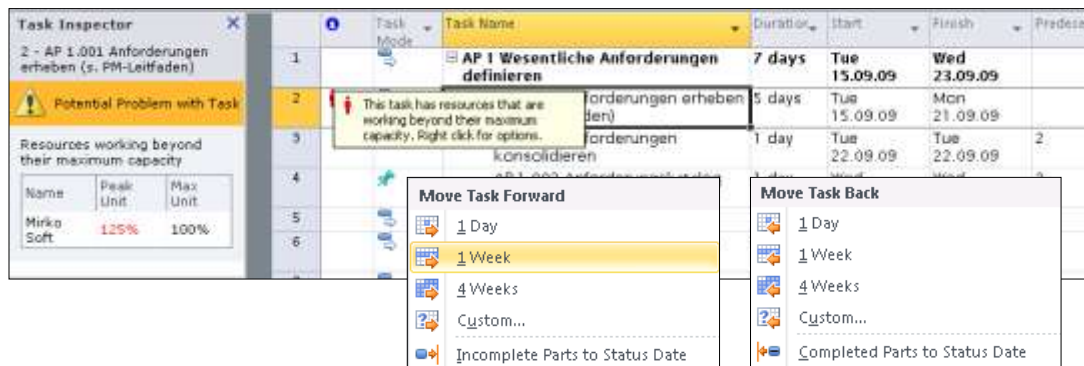 Task Inspector
2 - AP 1.001 Anforderungen
erheben (s. PM-Leitfaden)
Potential Problem with Task
Resources working beyond
their maximum capacity
Name Peak Unit Max Unit
Mirko Soft 125% 100%
Task Mode Task Name Duration Start Finish
1 AP 1 Wesentliche Anforderungen definieren 7 days Tue 15.09.09 Wed 23.09.09
2 forderungen erheben 5 days Tue 15.09.09 Mon 21.09.09
This task has resources that are
working beyond their maximum
capacity. Right click for options.
3 forderungen konsolidieren 1 day Tue 22.09.09 Tue 22.09.09 2
4
5
6
Move Task Forward
1 Day
1 Week
4 Weeks
Custom...
Incomplete Parts to Status Date
Move Task Back
1 Day
1 Week
4 Weeks
Custom...
Completed Parts to Status Date